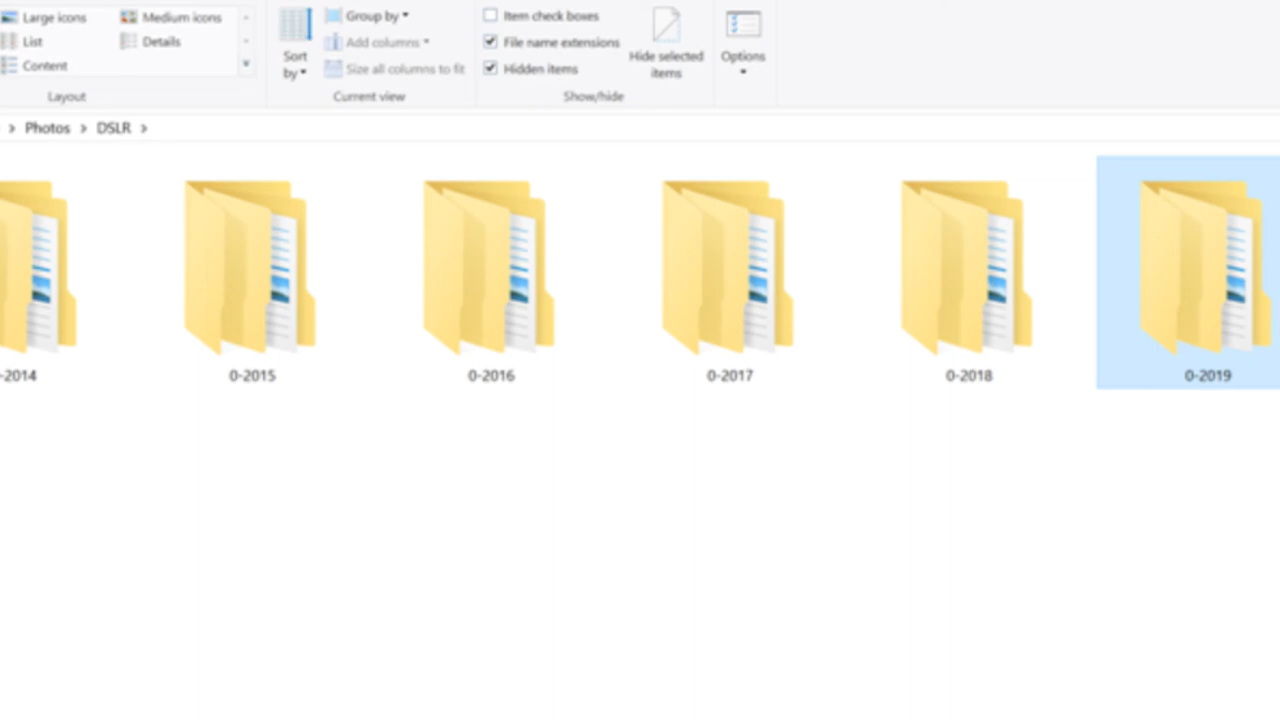 Large icons
Medium icons
List
Details
Content
Layout
Sort by
Group by
Add columns
Size all columns to fit
Current view
Item check boxes
File name extensions
Hidden items
Hide selected
items
Show/hide
Options
> Photos > DSLR >
-2014
0-2015
0-2016
0-2017
0-2018
0-2019